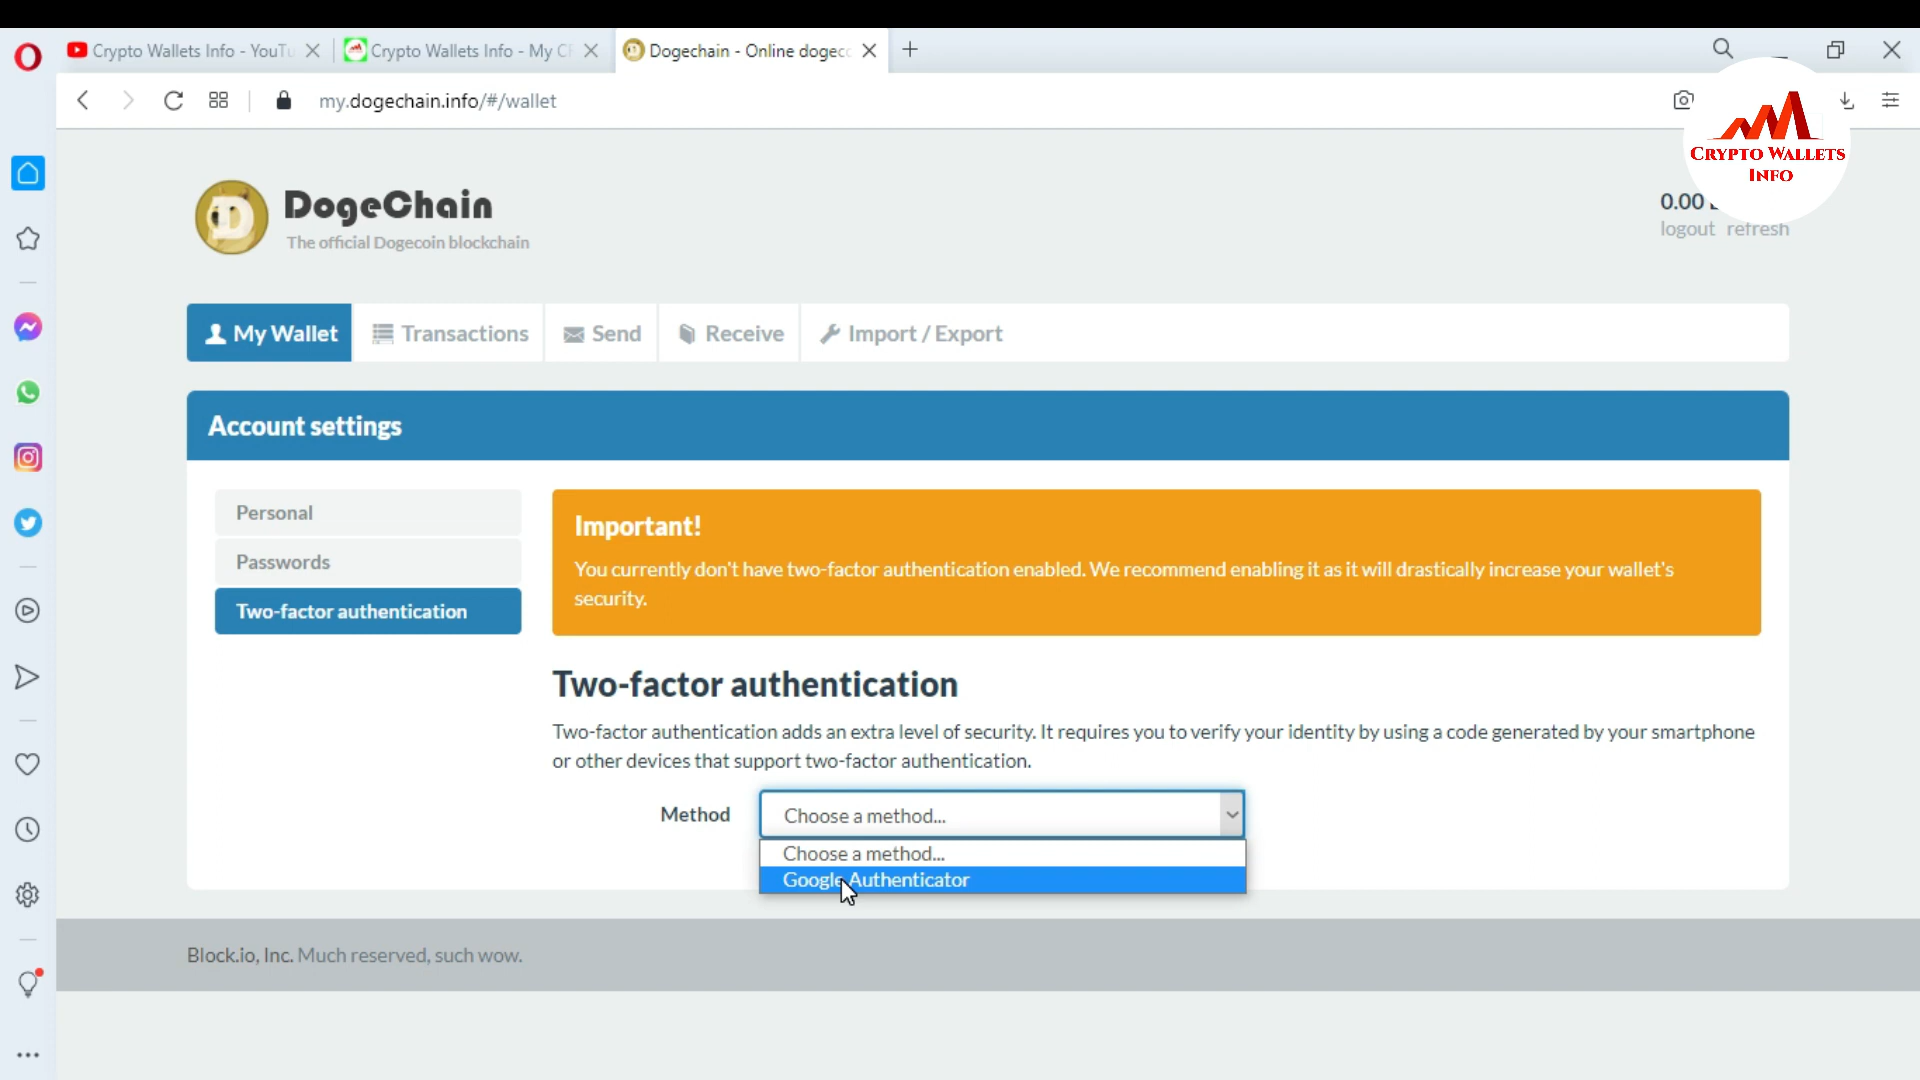 Crypto Wallets Info - YouTu
Crypto Wallets Info - My C
Dogechain - Online dogec
my.dogechain.info/#/wallet
CRYPTO WALLETS
INFO
DogeChain
The official Dogecoin blockchain
0.00
logout refresh
My Wallet
Transactions
Send
Receive
Import / Export
Account settings
Personal
Passwords
Two-factor authentication
Important!
You currently don't have two-factor authentication enabled. We recommend enabling it as it will drastically increase your wallet's
security.
Two-factor authentication
Two-factor authentication adds an extra level of security. It requires you to verify your identity by using a code generated by your smartphone
or other devices that support two-factor authentication.
Method
Choose a method...
Choose a method...
Google Authenticator
Block.io, Inc. Much reserved, such wow.